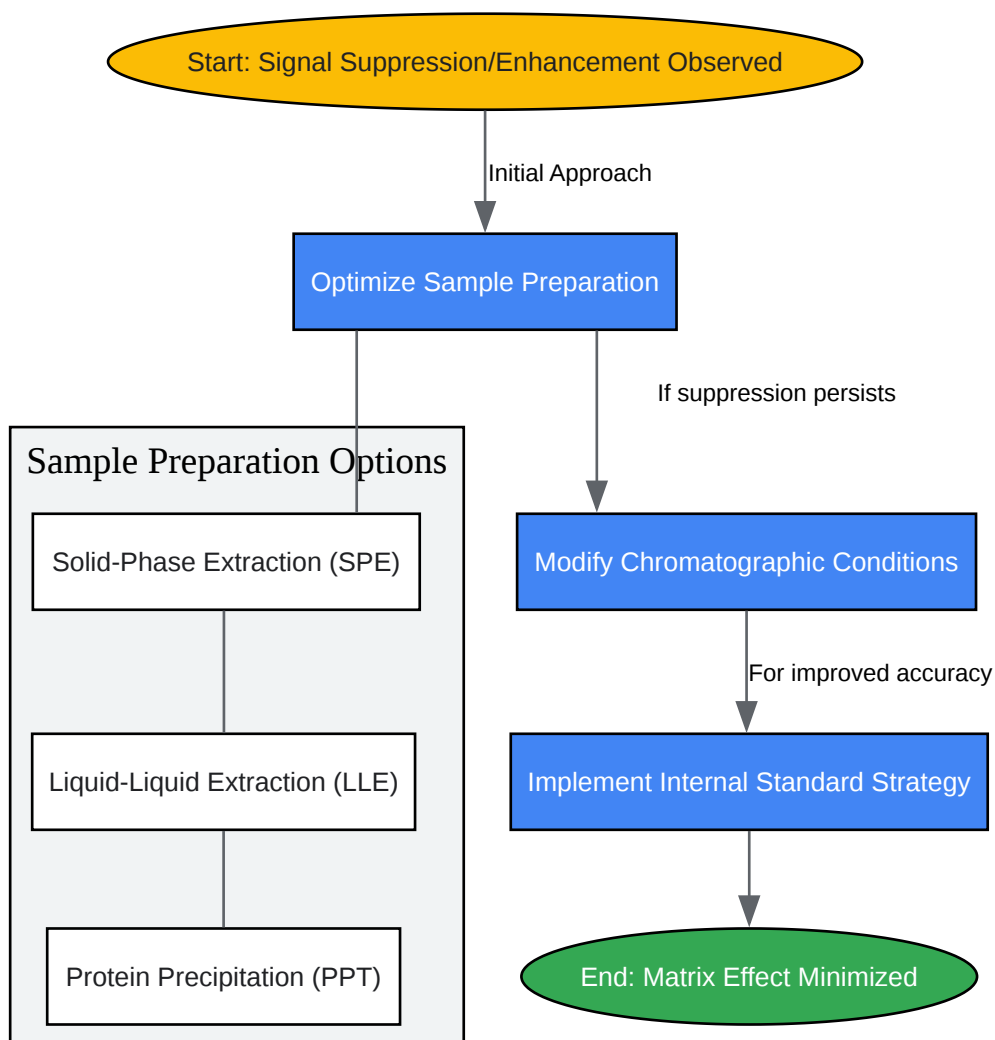 Start: Signal Suppression/Enhancement Observed
Initial Approach
Optimize Sample Preparation
If suppression persists
Sample Preparation Options
Solid-Phase Extraction (SPE)
Modify Chromatographic Conditions
For improved accuracy
Liquid-Liquid Extraction (LLE)
Implement Internal Standard Strategy
Protein Precipitation (PPT)
End: Matrix Effect Minimized